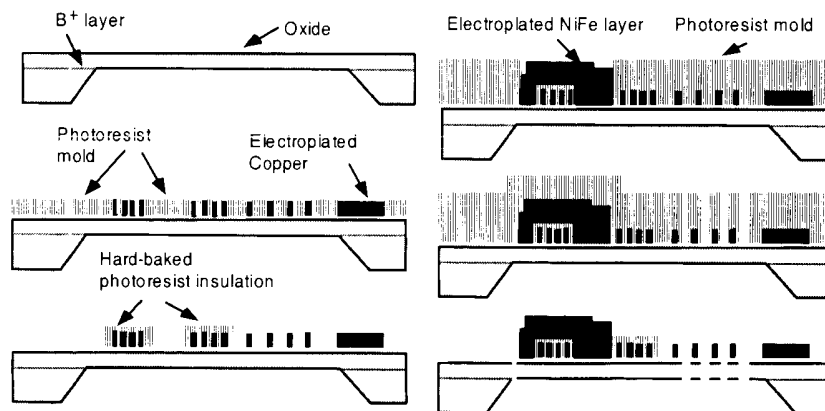 B+ layer
Oxide
Photoresist
mold
Electroplated
Copper
Hard-baked
photoresist insulation
Electroplated NiFe layer
Photoresist mold